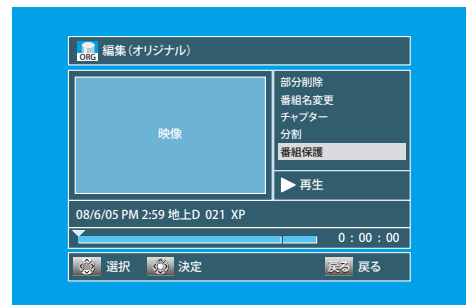 ORG 編集（オリジナル）
映像
部分削除
番組名変更
チャプター
分割
番組保護
再生
08/6/05 PM 2:59 地上D 021 XP
0：00：00
選択 決定 戻る 戻る